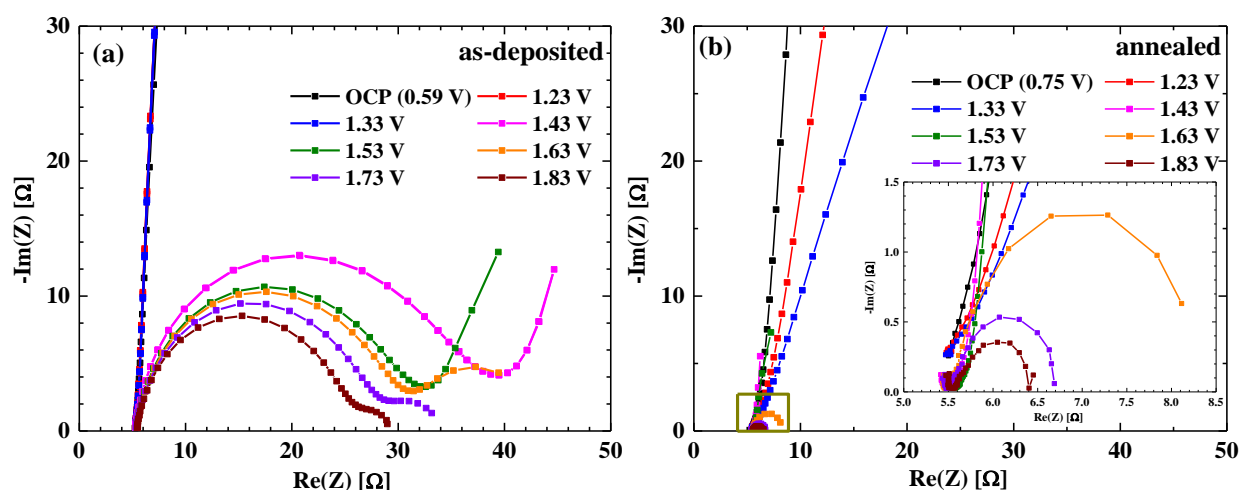 (a) as-deposited
OCP (0.59 V) 1.23 V
1.33 V 1.43 V
1.53 V 1.63 V
1.73 V 1.83 V
30
20
10
0
-Im(Z) [Ω]
0 10 20 30 40 50
Re(Z) [Ω]
(b) annealed
OCP (0.75 V) 1.23 V
1.33 V 1.43 V
1.53 V 1.63 V
1.73 V 1.83 V
30
20
10
0
-Im(Z) [Ω]
1.5
1.0
0.5
0.0
-Im(Z) [Ω]
5.0 5.5 6.0 6.5 7.0 7.5 8.0 8.5
Re(Z) [Ω]
0 10 20 30 40 50
Re(Z) [Ω]